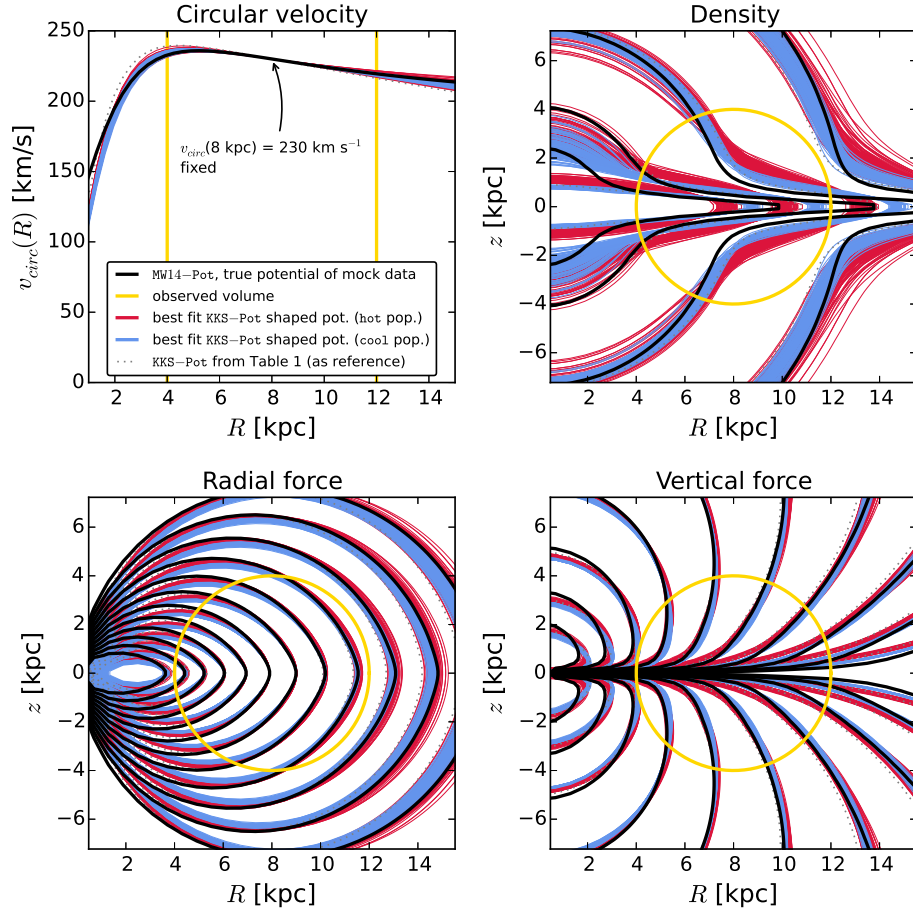 Circular velocity
250
200
150
100
50
0
v_circ(R) [km/s]
v_circ(8 kpc) = 230 km s⁻¹
fixed
MW14-Pot, true potential of mock data
observed volume
best fit KKS-Pot shaped pot. (hot pop.)
best fit KKS-Pot shaped pot. (cool pop.)
KKS-Pot from Table 1 (as reference)
2 4 6 8 10 12 14
R [kpc]
Density
6
4
2
0
−2
−4
−6
z [kpc]
2 4 6 8 10 12 14
R [kpc]
Radial force
6
4
2
0
−2
−4
−6
z [kpc]
2 4 6 8 10 12 14
R [kpc]
Vertical force
6
4
2
0
−2
−4
−6
z [kpc]
2 4 6 8 10 12 14
R [kpc]